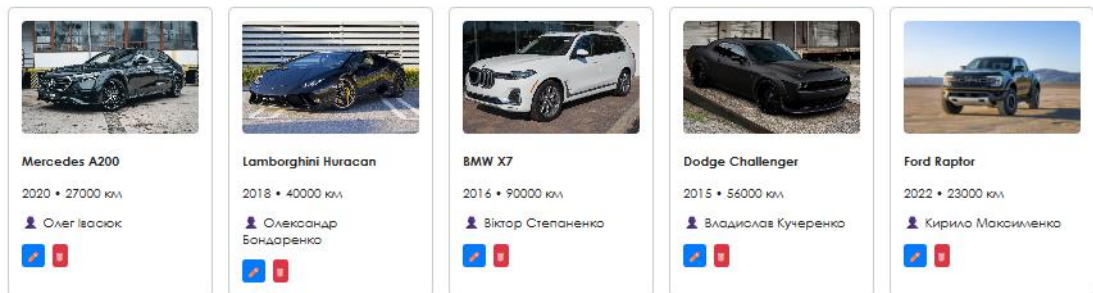 Mercedes A200
2020 • 27000 км
Олег Івасюк
Lamborghini Huracan
2018 • 40000 км
Олександр
Бондаренко
BMW X7
2016 • 90000 км
Віктор Степаненко
Dodge Challenger
2015 • 56000 км
Владислав Кучеренко
Ford Raptor
2022 • 23000 км
Кирило Максименко